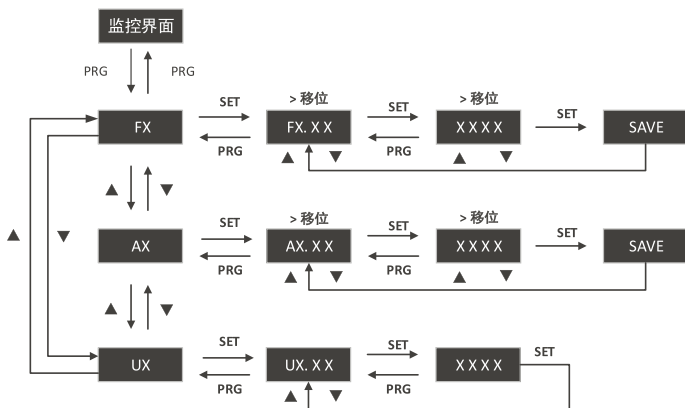 监控界面
PRG PRG
> 移位 SET > 移位
SET SET
FX FX. X X X X X X SAVE
PRG PRG
▲ ▼ ▲ ▼
▲ ▼
> 移位 > 移位
SET SET SET
▲ ▼ AX AX. X X X X X X SAVE
PRG PRG
▲ ▼ ▲ ▼
▲ ▼
SET SET SET
UX UX. X X X X X X
PRG PRG
▲ ▼